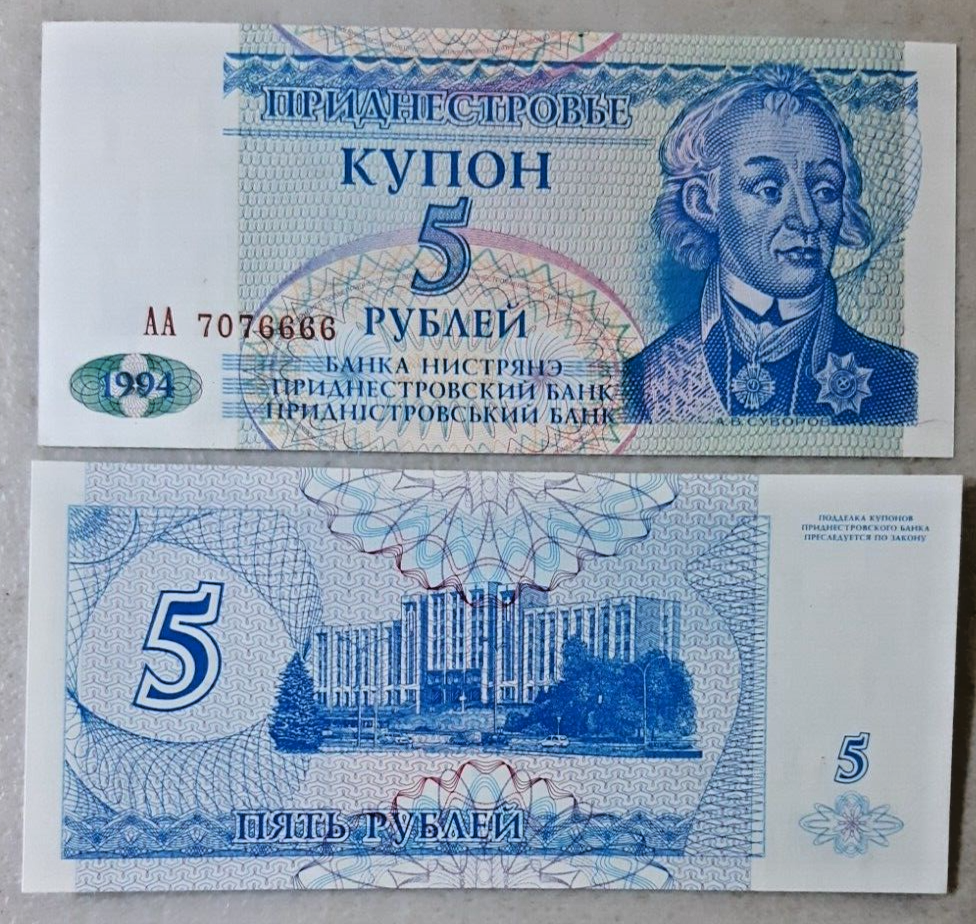 ПРИДНЕСТРОВЬЕ
КУПОН
5
РУБЛЕЙ
АА 7076666
1994
БАНКА НИСТРЯНЭ
ПРИДНЕСТРОВСКИЙ БАНК
ПРИДНІСТРОВСЬКИЙ БАНК
А.В.СУВОРОВ
ПОДДЕЛКА КУПОНОВ
ПРИДНЕСТРОВСКОГО БАНКА
ПРЕСЛЕДУЕТСЯ ПО ЗАКОНУ
5
5
ПЯТЬ РУБЛЕЙ